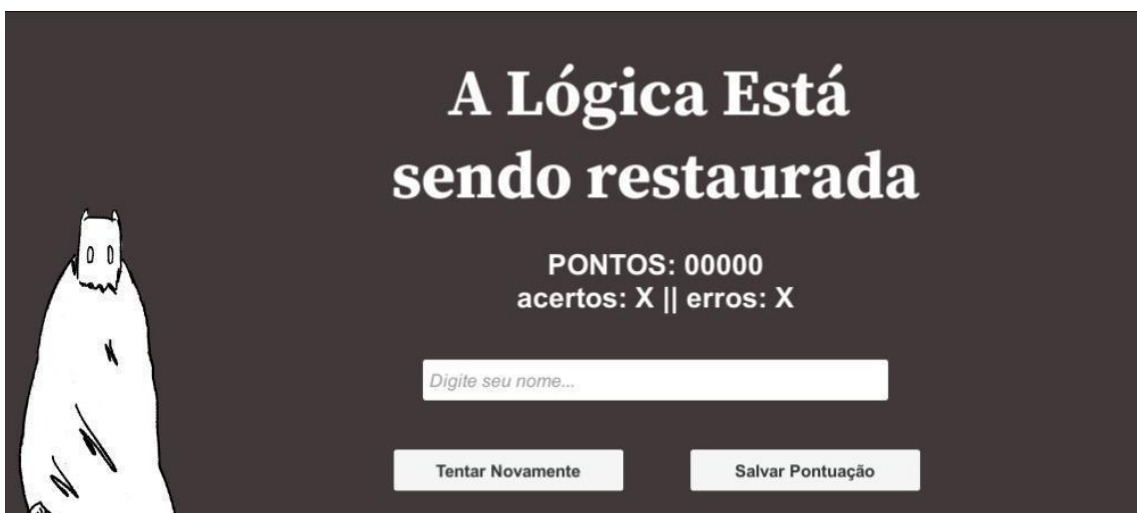 A Lógica Está
sendo restaurada
PONTOS: 00000
acertos: X || erros: X
Digite seu nome...
Tentar Novamente
Salvar Pontuação